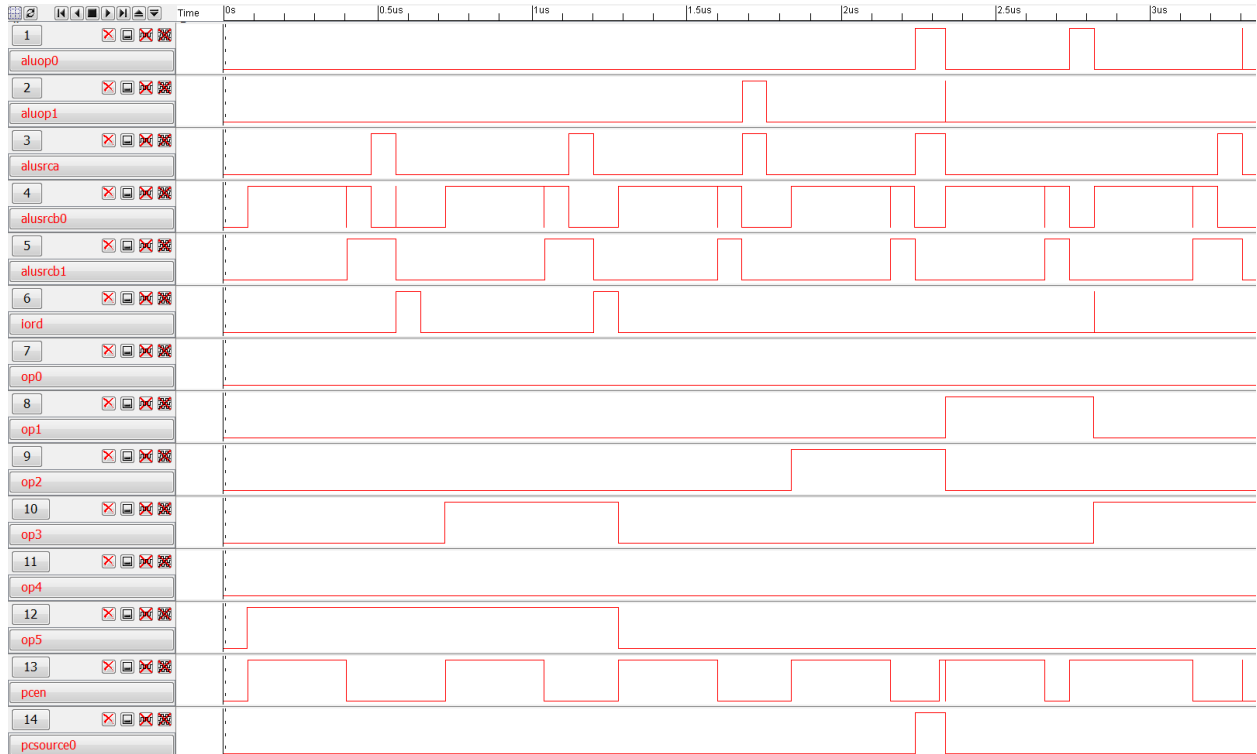 Time 0s 0.5us 1us 1.5us 2us 2.5us 3us
1
aluop0
2
aluop1
3
alusrca
4
alusrcb0
5
alusrcb1
6
iord
7
op0
8
op1
9
op2
10
op3
11
op4
12
op5
13
pcen
14
pcsource0